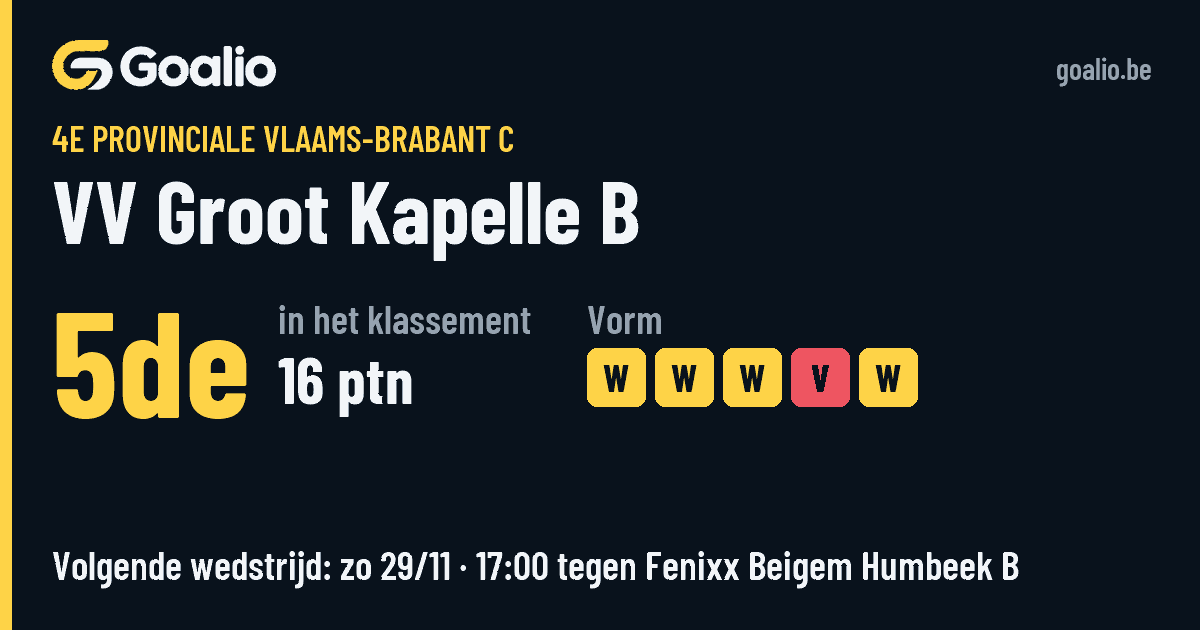 Goalio
goalio.be
4E PROVINCIALE VLAAMS-BRABANT C
VV Groot Kapelle B
5de
in het klassement
16 ptn
Vorm
W W W V W
Volgende wedstrijd: zo 29/11 · 17:00 tegen Fenixx Beigem Humbeek B